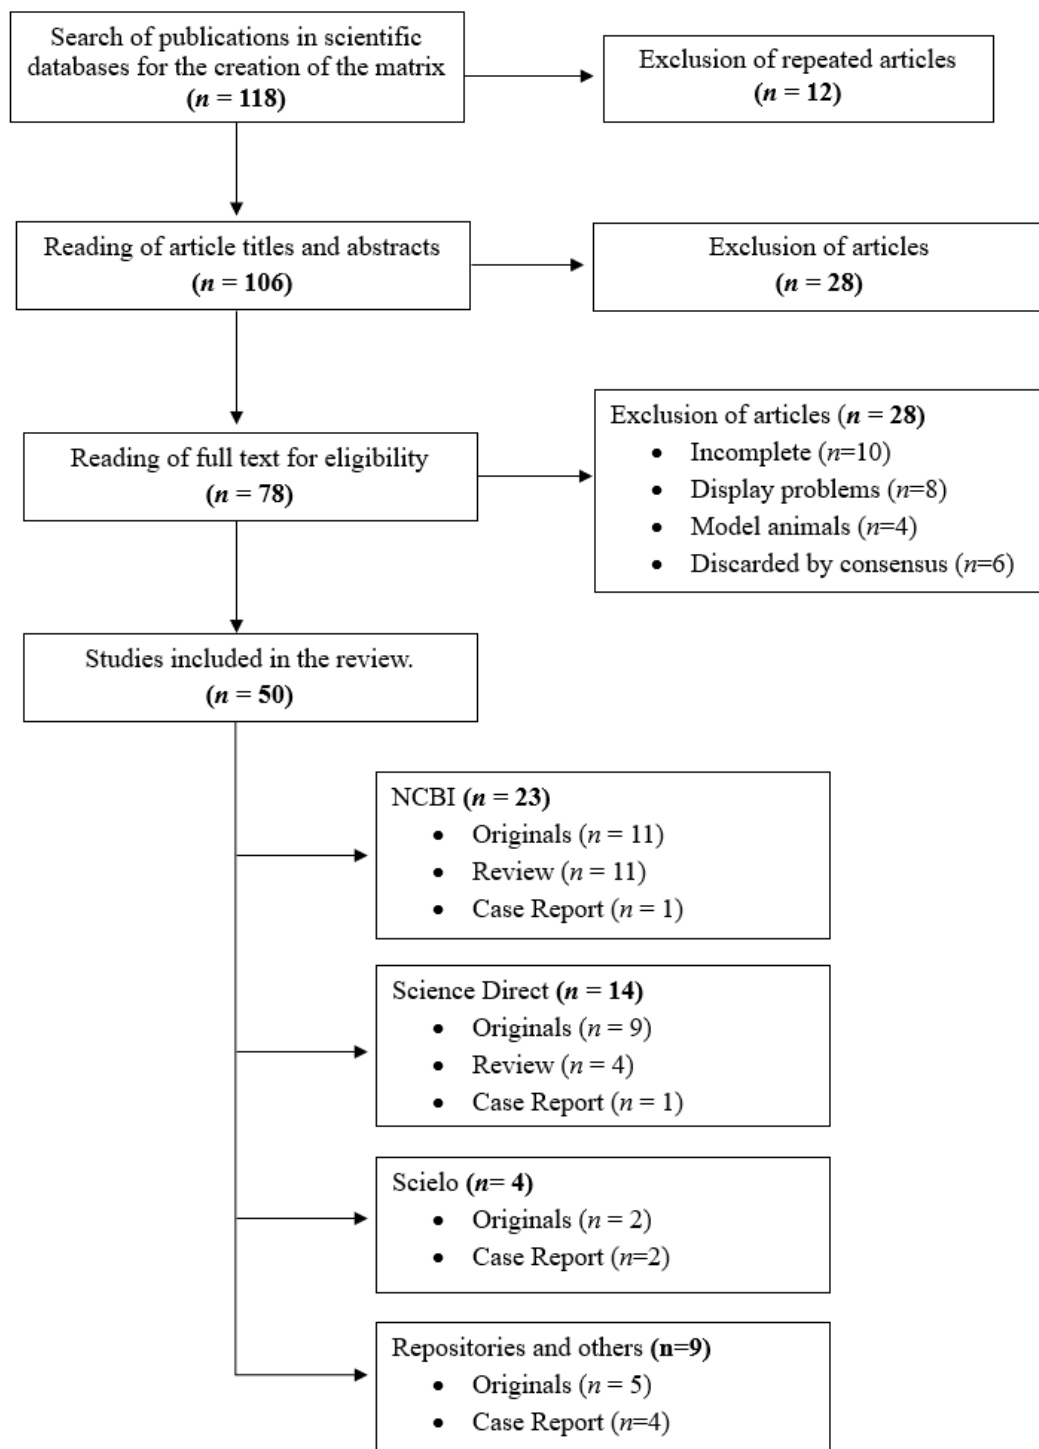 Search of publications in scientific
databases for the creation of the matrix
(n = 118)
Exclusion of repeated articles
(n = 12)
Reading of article titles and abstracts
(n = 106)
Exclusion of articles
(n = 28)
Reading of full text for eligibility
(n = 78)
Exclusion of articles (n = 28)
• Incomplete (n=10)
• Display problems (n=8)
• Model animals (n=4)
• Discarded by consensus (n=6)
Studies included in the review.
(n = 50)
NCBI (n = 23)
• Originals (n = 11)
• Review (n = 11)
• Case Report (n = 1)
Science Direct (n = 14)
• Originals (n = 9)
• Review (n = 4)
• Case Report (n = 1)
Scielo (n= 4)
• Originals (n = 2)
• Case Report (n=2)
Repositories and others (n=9)
• Originals (n = 5)
• Case Report (n=4)